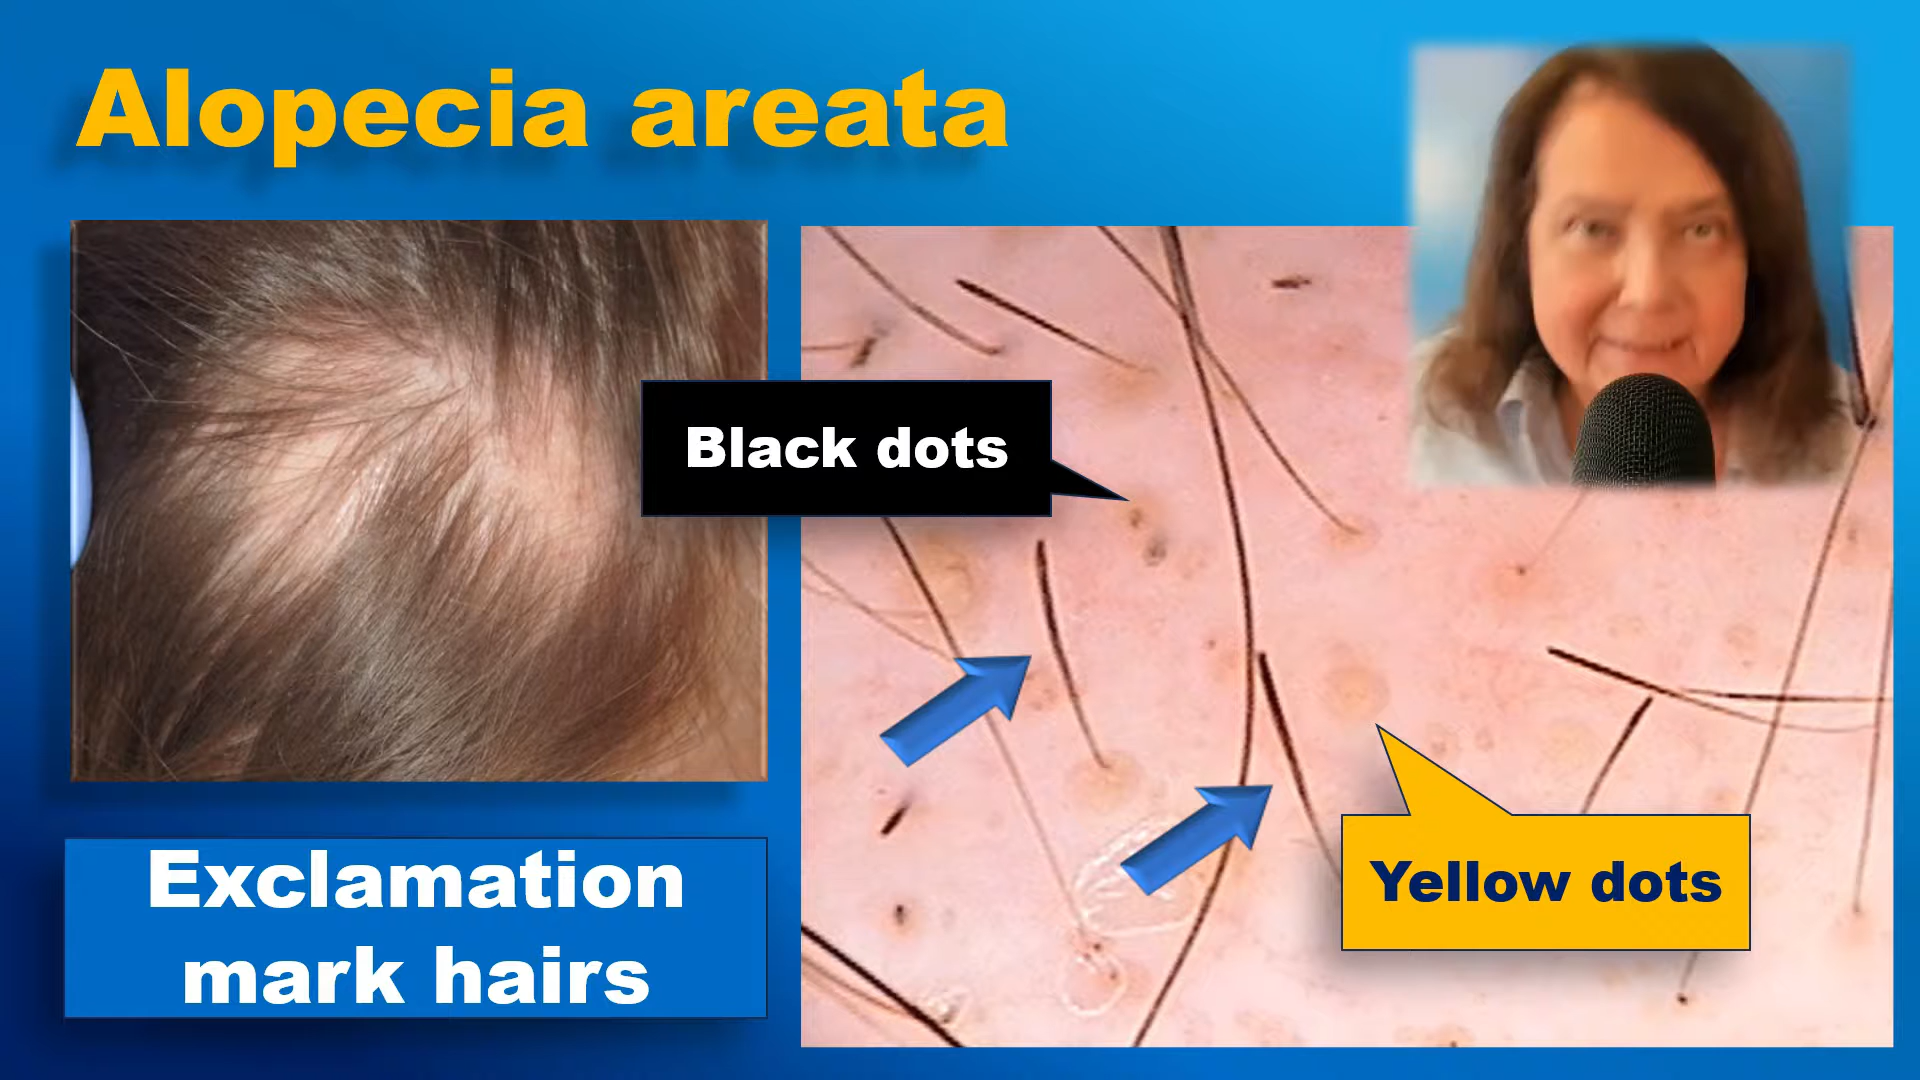 Alopecia areata
Black dots
Yellow dots
Exclamation
mark hairs